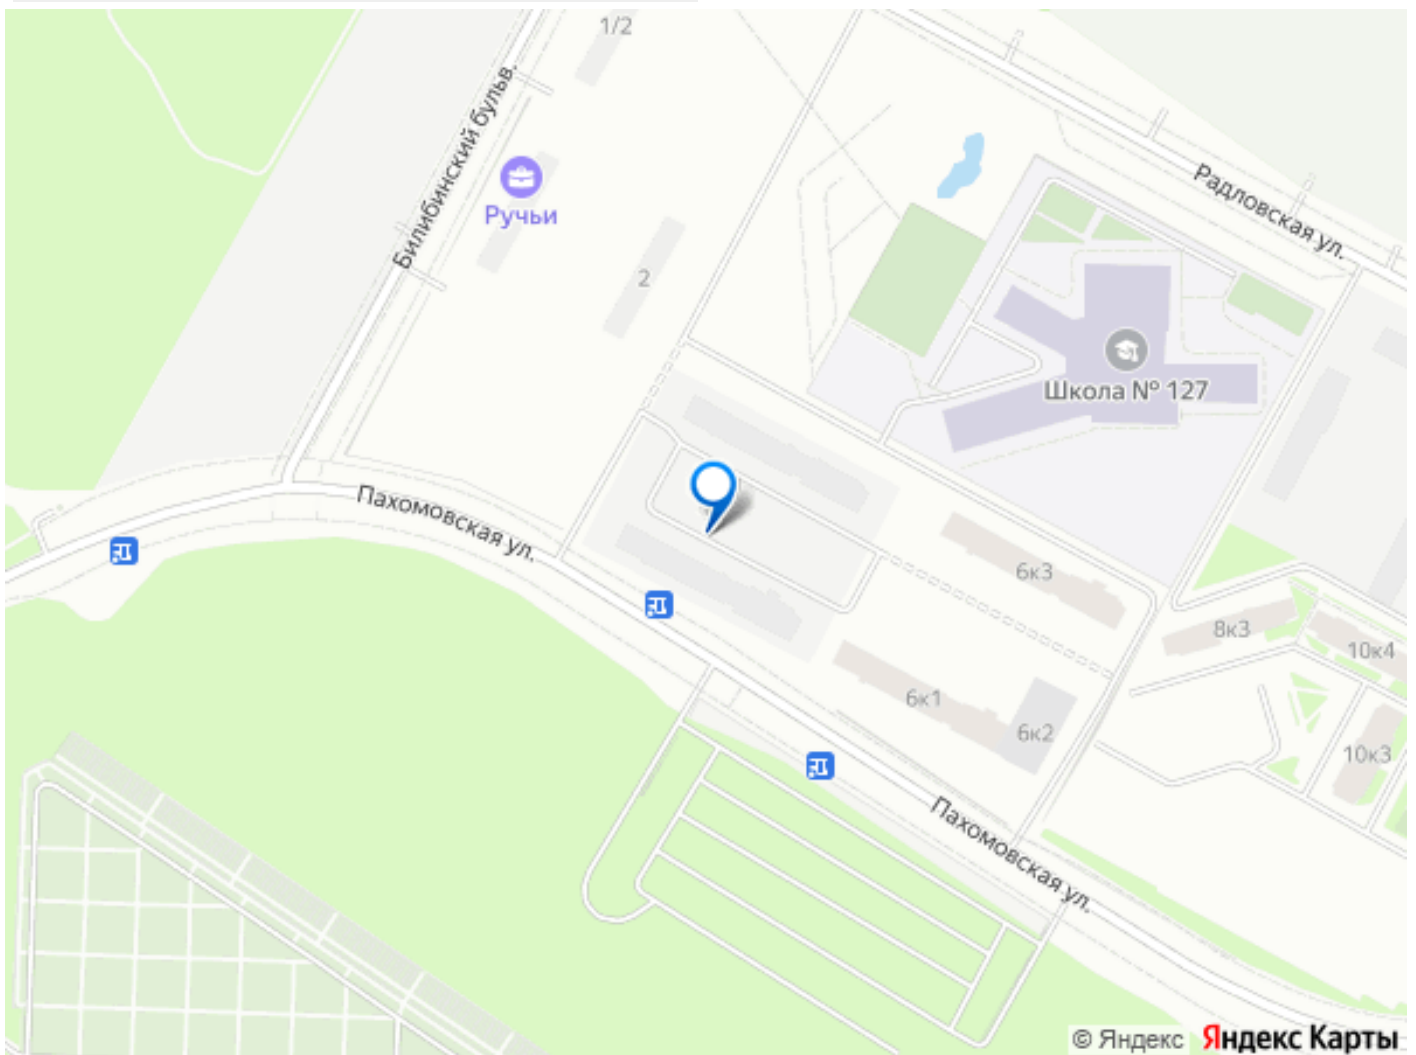 1/2
Билибинский бульв.
Ручьи
Радловская ул.
2
Школа № 127
Пахомовская ул.
6к3
8к3
10к4
6к1
6к2
10к3
Пахомовская ул.
© Яндекс Яндекс Карты